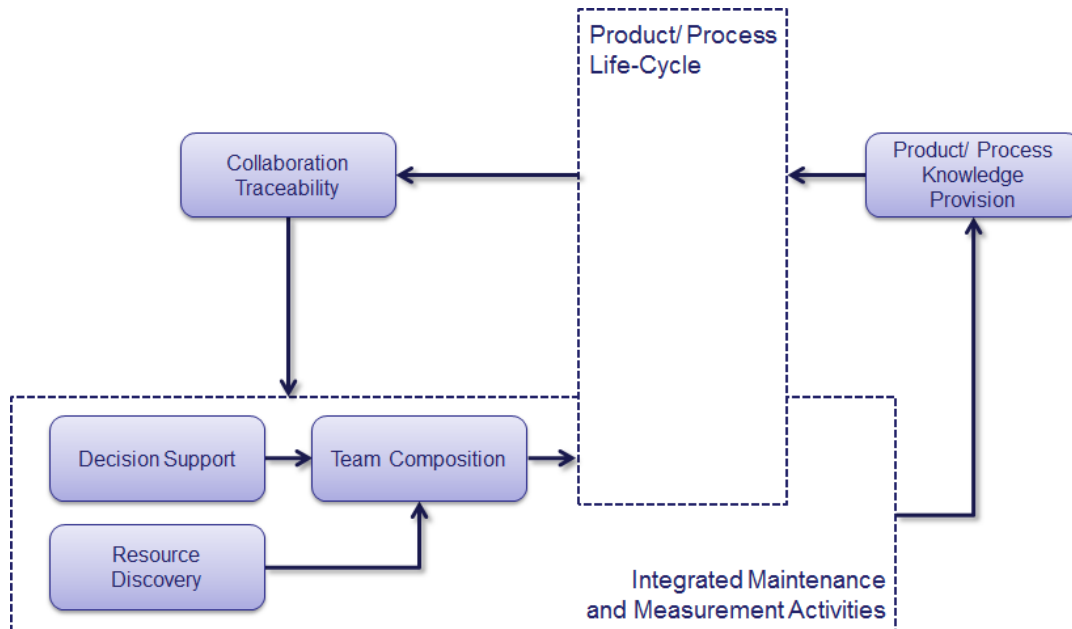 Product/ Process
Life-Cycle
Collaboration
Traceability
Product/ Process
Knowledge
Provision
Decision Support
Team Composition
Resource
Discovery
Integrated Maintenance
and Measurement Activities